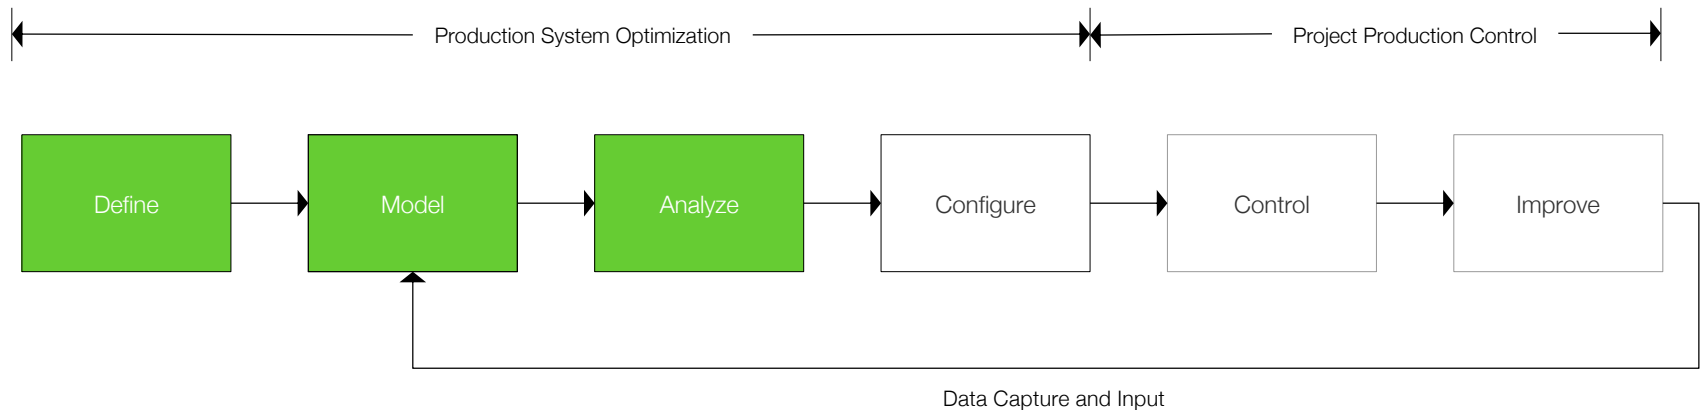 Production System Optimization
Project Production Control
Define
Model
Analyze
Configure
Control
Improve
Data Capture and Input